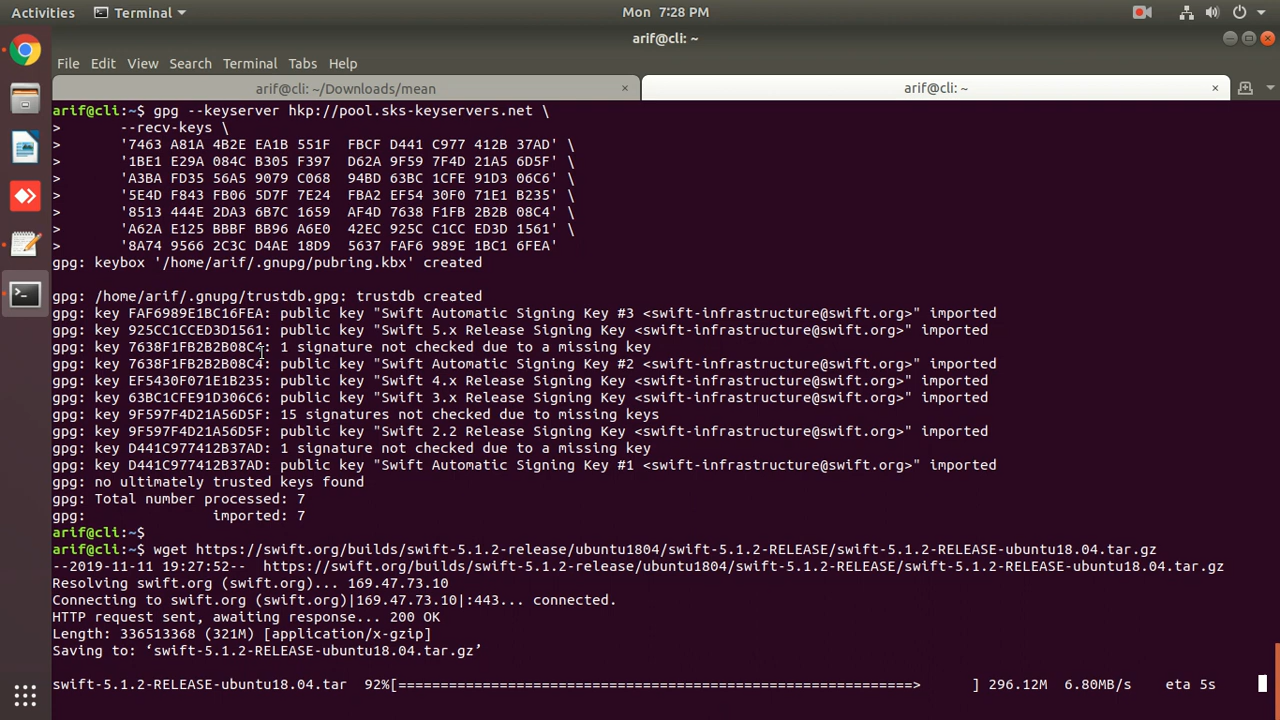 Activities Terminal Mon 7:28 PM
arif@cli: ~
File Edit View Search Terminal Tabs Help
arif@cli: ~/Downloads/mean × arif@cli: ~ ×
arif@cli:~$ gpg --keyserver hkp://pool.sks-keyservers.net \
> --recv-keys \
> '7463 A81A 4B2E EA1B 551F FBCF D441 C977 412B 37AD' \
> '1BE1 E29A 084C B305 F397 D62A 9F59 7F4D 21A5 6D5F' \
> 'A3BA FD35 56A5 9079 C068 94BD 63BC 1CFE 91D3 06C6' \
> '5E4D F843 FB06 5D7F 7E24 FBA2 EF54 30F0 71E1 B235' \
> '8513 444E 2DA3 6B7C 1659 AF4D 7638 F1FB 2B2B 08C4' \
> 'A62A E125 BBBF BB96 A6E0 42EC 925C C1CC ED3D 1561' \
> '8A74 9566 2C3C D4AE 18D9 5637 FAF6 989E 1BC1 6FEA'
gpg: keybox '/home/arif/.gnupg/pubring.kbx' created
gpg: /home/arif/.gnupg/trustdb.gpg: trustdb created
gpg: key FAF6989E1BC16FEA: public key "Swift Automatic Signing Key #3 <swift-infrastructure@swift.org>" imported
gpg: key 925CC1CCED3D1561: public key "Swift 5.x Release Signing Key <swift-infrastructure@swift.org>" imported
gpg: key 7638F1FB2B2B08C4: 1 signature not checked due to a missing key
gpg: key 7638F1FB2B2B08C4: public key "Swift Automatic Signing Key #2 <swift-infrastructure@swift.org>" imported
gpg: key EF5430F071E1B235: public key "Swift 4.x Release Signing Key <swift-infrastructure@swift.org>" imported
gpg: key 63BC1CFE91D306C6: public key "Swift 3.x Release Signing Key <swift-infrastructure@swift.org>" imported
gpg: key 9F597F4D21A56D5F: 15 signatures not checked due to missing keys
gpg: key 9F597F4D21A56D5F: public key "Swift 2.2 Release Signing Key <swift-infrastructure@swift.org>" imported
gpg: key D441C977412B37AD: 1 signature not checked due to a missing key
gpg: key D441C977412B37AD: public key "Swift Automatic Signing Key #1 <swift-infrastructure@swift.org>" imported
gpg: no ultimately trusted keys found
gpg: Total number processed: 7
gpg: imported: 7
arif@cli:~$
arif@cli:~$ wget https://swift.org/builds/swift-5.1.2-release/ubuntu1804/swift-5.1.2-RELEASE/swift-5.1.2-RELEASE-ubuntu18.04.tar.gz
--2019-11-11 19:27:52-- https://swift.org/builds/swift-5.1.2-release/ubuntu1804/swift-5.1.2-RELEASE/swift-5.1.2-RELEASE-ubuntu18.04.tar.gz
Resolving swift.org (swift.org)... 169.47.73.10
Connecting to swift.org (swift.org)|169.47.73.10|:443... connected.
HTTP request sent, awaiting response... 200 OK
Length: 336513368 (321M) [application/x-gzip]
Saving to: ‘swift-5.1.2-RELEASE-ubuntu18.04.tar.gz’
swift-5.1.2-RELEASE-ubuntu18.04.tar 92%[=============================================================> ] 296.12M 6.80MB/s eta 5s